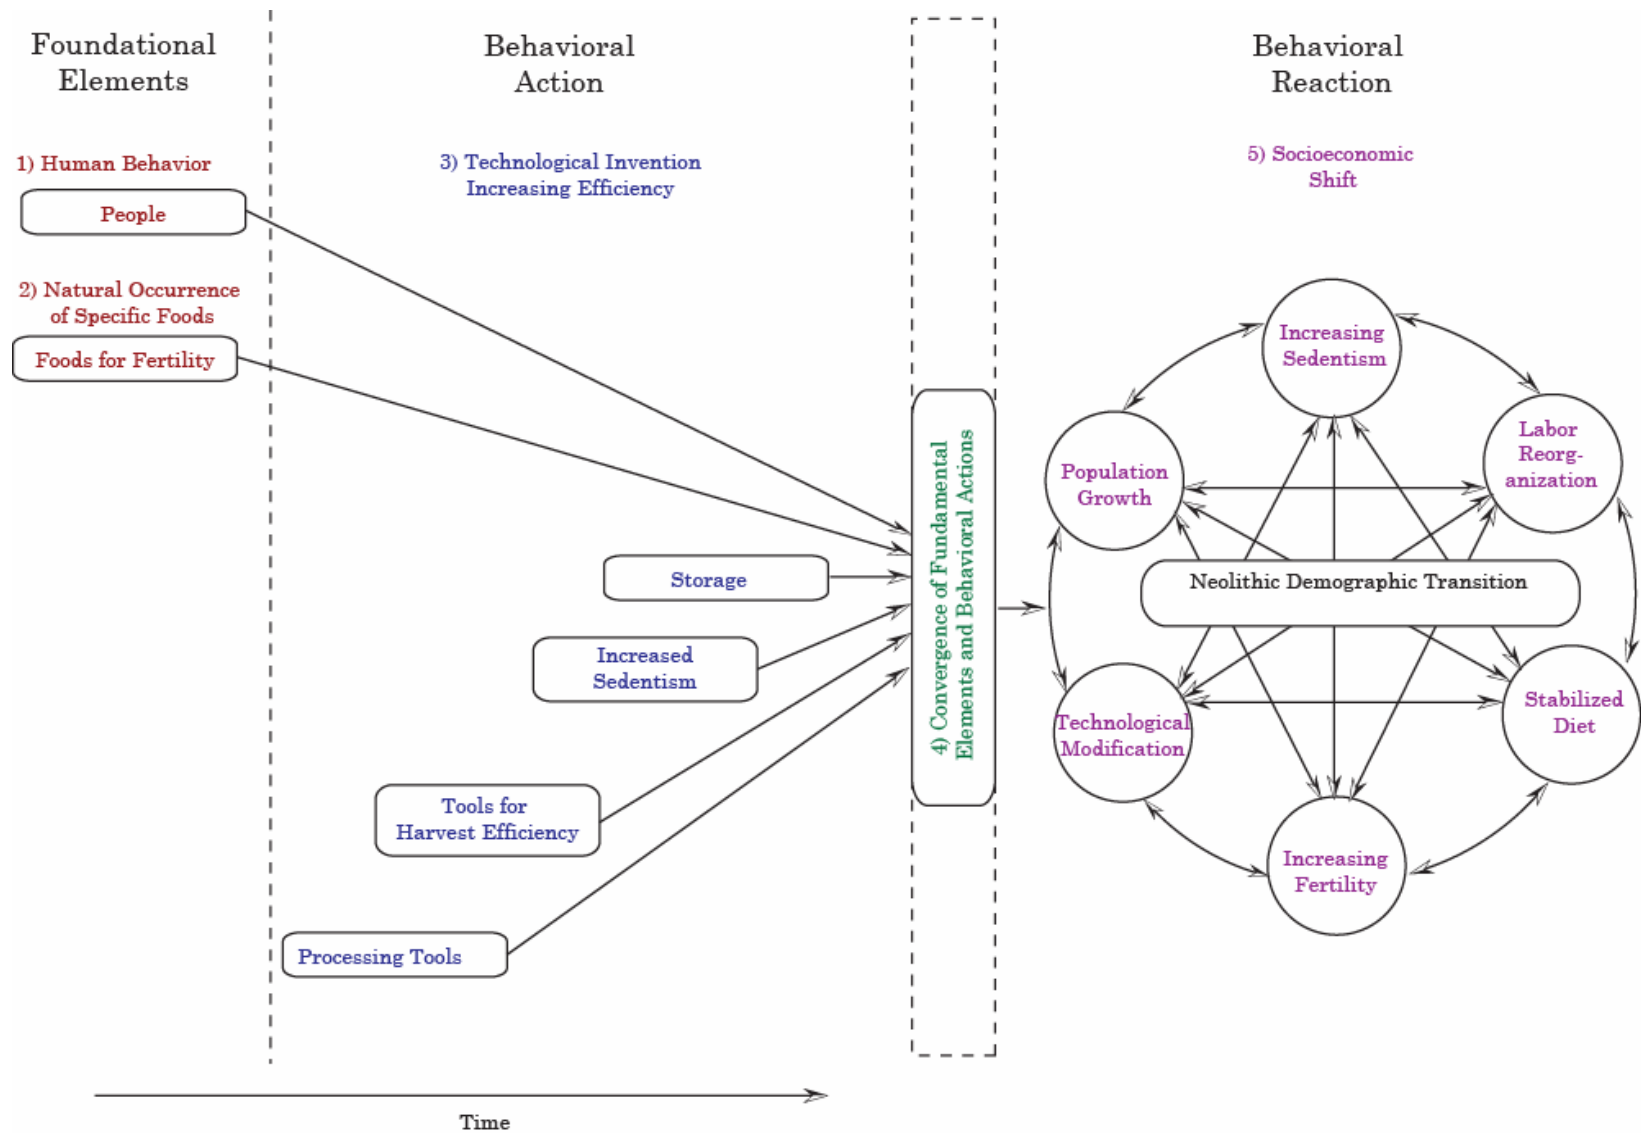 Foundational
Elements
Behavioral
Action
Behavioral
Reaction
1) Human Behavior
People
2) Natural Occurrence
of Specific Foods
Foods for Fertility
3) Technological Invention
Increasing Efficiency
Storage
Increased
Sedentism
Tools for
Harvest Efficiency
Processing Tools
4) Convergence of Fundamental
Elements and Behavioral Actions
5) Socioeconomic
Shift
Increasing
Sedentism
Labor
Reorg-
anization
Population
Growth
Neolithic Demographic Transition
Technological
Modification
Stabilized
Diet
Increasing
Fertility
Time